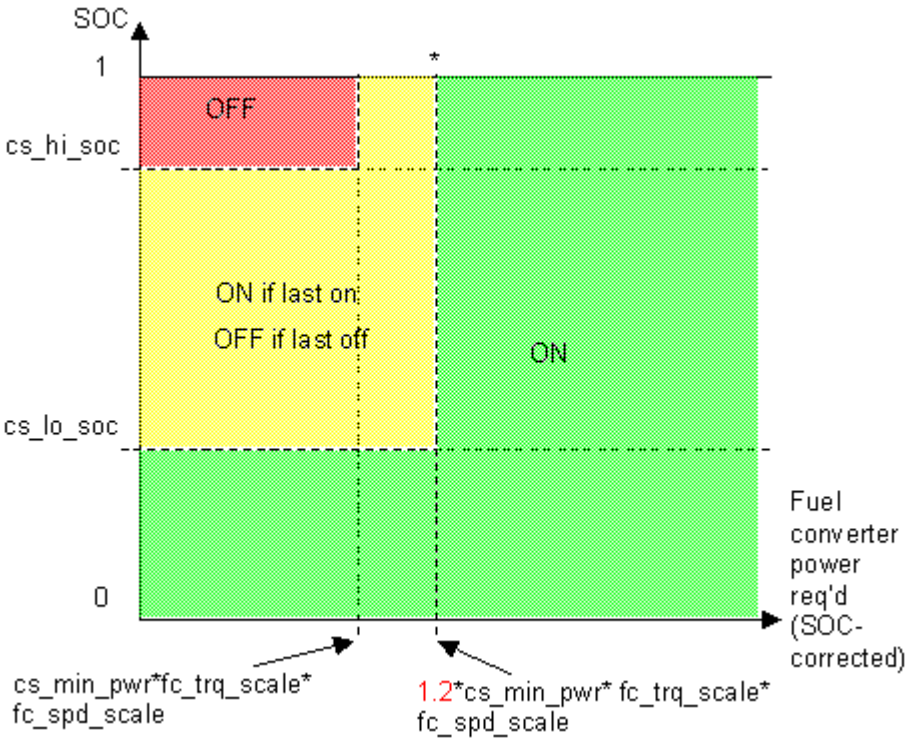 SOC
*
1
OFF
cs_hi_soc
ON if last on
OFF if last off
ON
cs_lo_soc
Fuel
converter
power
req'd
(SOC-
corrected)
0
cs_min_pwr*fc_trq_scale*
fc_spd_scale
1.2*cs_min_pwr* fc_trq_scale*
fc_spd_scale